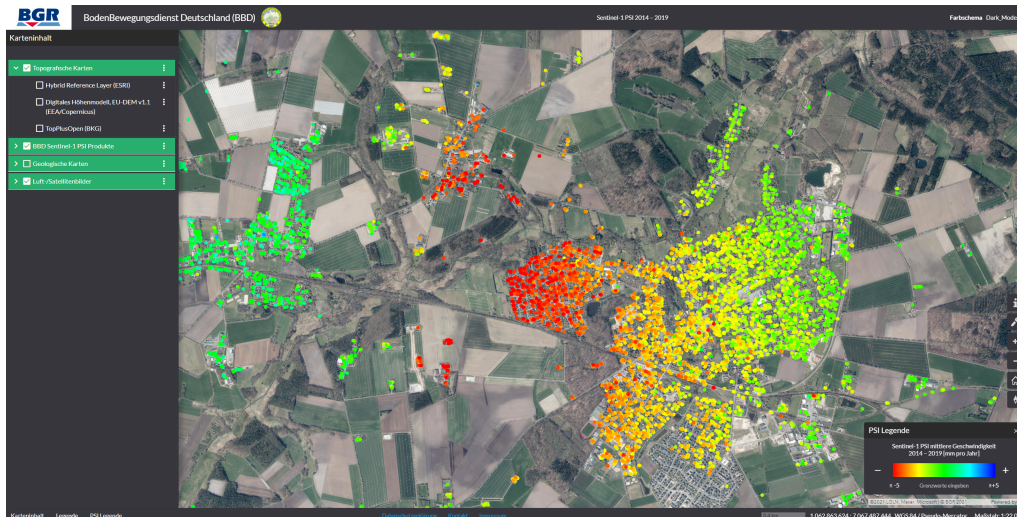 BGR
BodenBewegungsdienst Deutschland (BBD)
Sentinel-1 PSI 2014 – 2019
Farbschema Dark_Mode
Karteninhalt
Topografische Karten
Hybrid Reference Layer (ESRI)
Digitales Höhenmodell, EU-DEM v1.1
(EEA/Copernicus)
TopPlusOpen (BKG)
BBD Sentinel-1 PSI Produkte
Geologische Karten
Luft-/Satellitenbilder
PSI Legende
Sentinel-1 PSI mittlere Geschwindigkeit
2014 – 2019 [mm pro Jahr]
− +
≤ -5 Grenzwerte eingeben ≥+5
Karteninhalt Legende PSI Legende
Datenschutzerklärung Kontakt Impressum
WGS 84 / Pseudo-Mercator